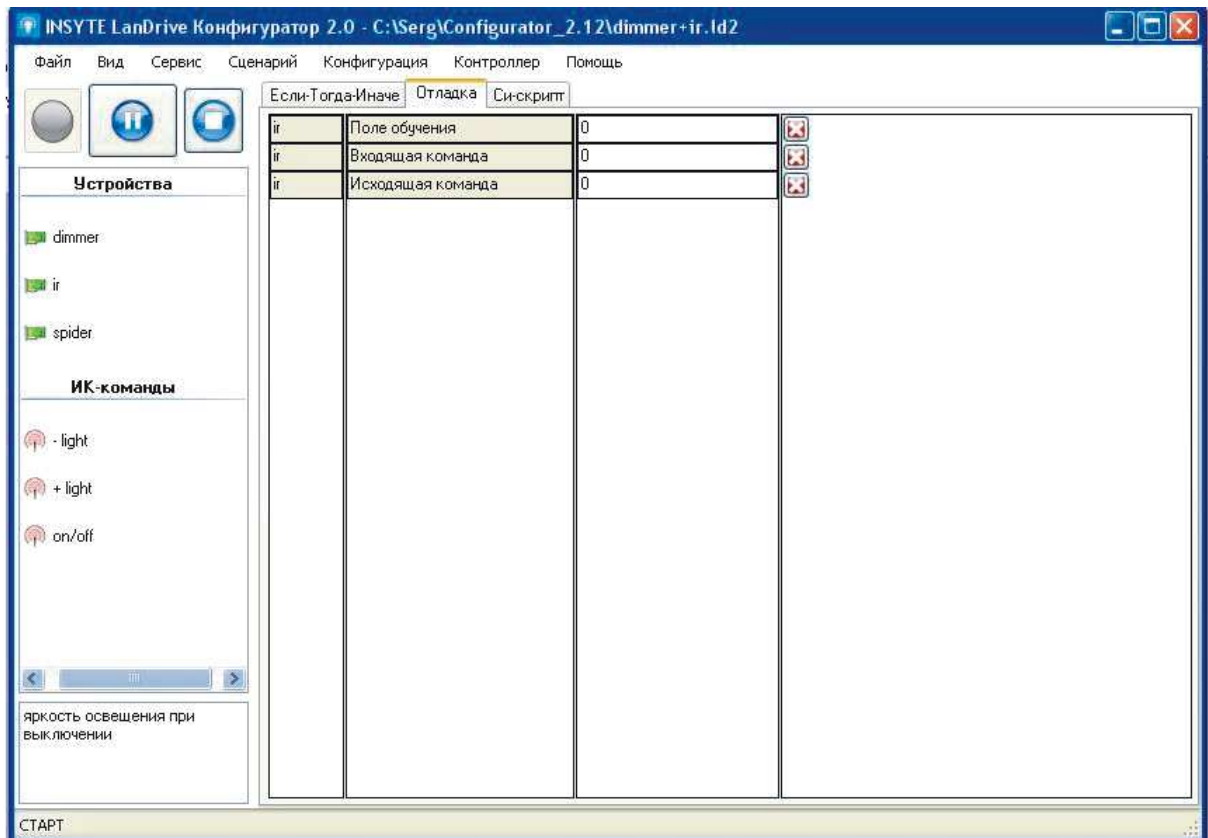 INSYTE LanDrive Конфигуратор 2.0 - C:\Serg\Configurator_2.12\dimmer+ir.ld2
Файл Вид Сервис Сценарий Конфигурация Контроллер Помощь
Если-Тогда-Иначе Отладка Си-скрипт
ir Поле обучения 0
ir Входящая команда 0
ir Исходящая команда 0
Устройства
dimmer
ir
spider
ИК-команды
- light
+ light
on/off
яркость освещения при
выключении
СТАРТ